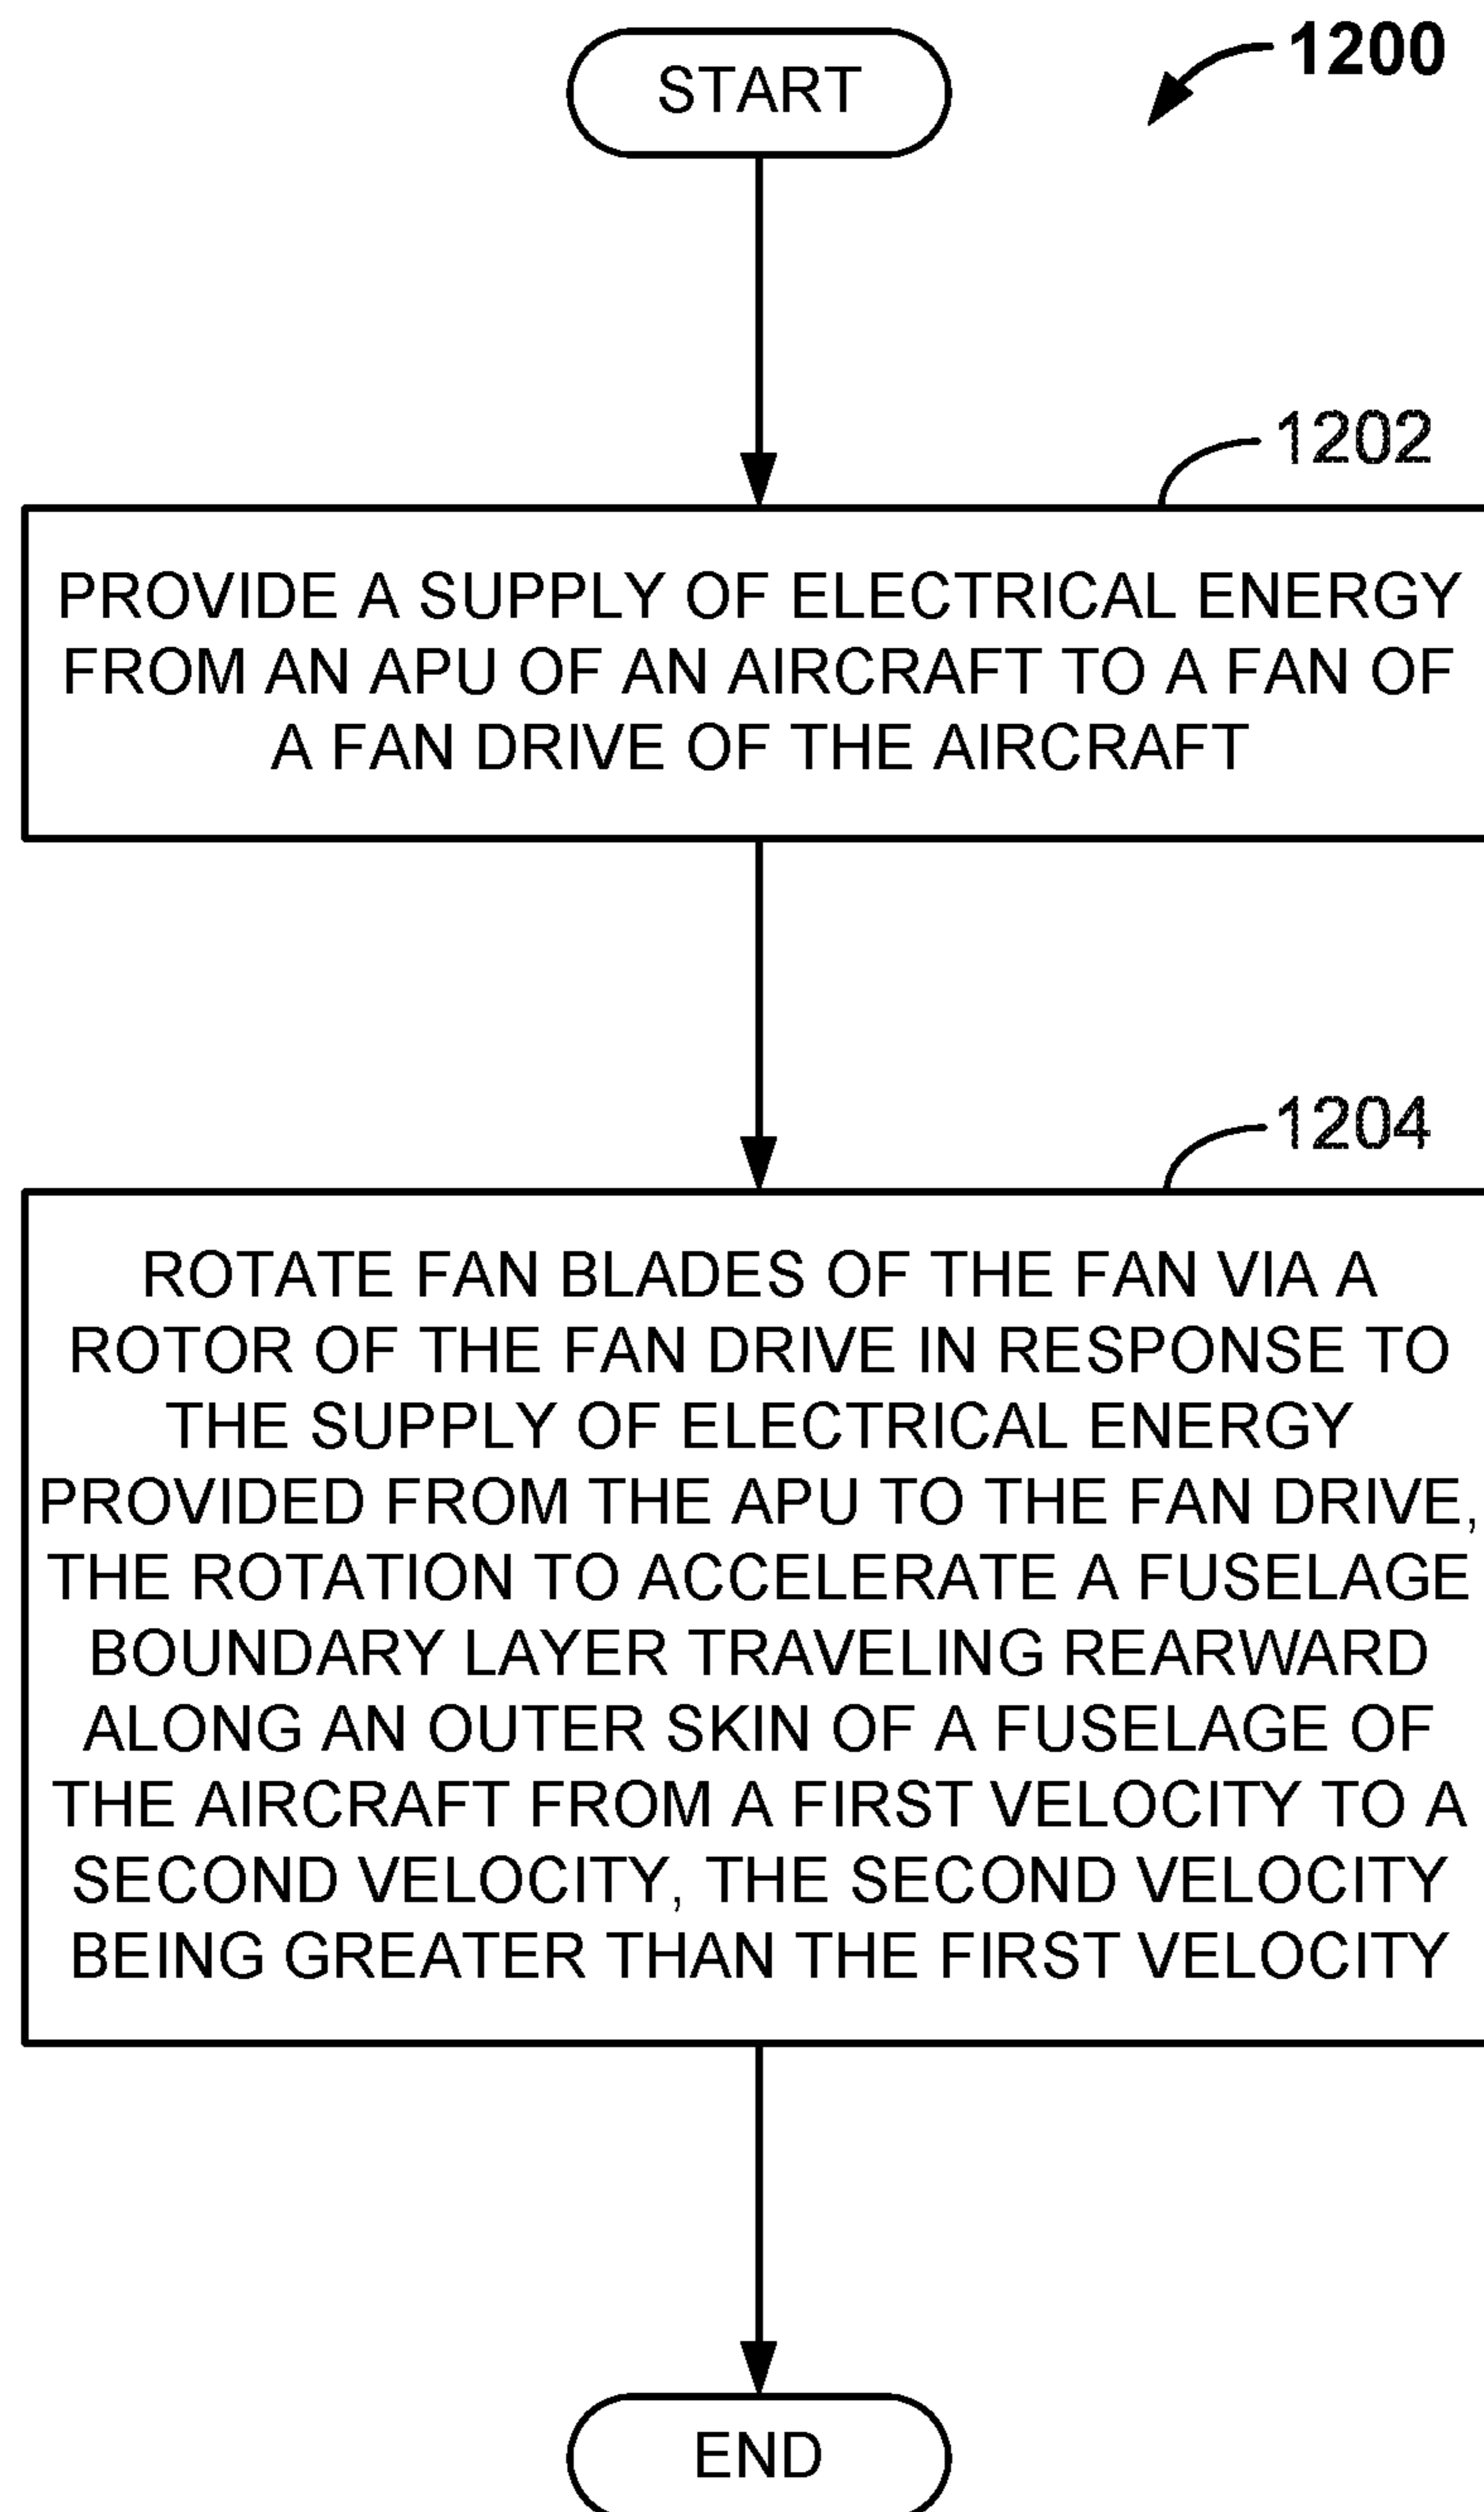 START
1200
1202
PROVIDE A SUPPLY OF ELECTRICAL ENERGY
FROM AN APU OF AN AIRCRAFT TO A FAN OF
A FAN DRIVE OF THE AIRCRAFT
1204
ROTATE FAN BLADES OF THE FAN VIA A
ROTOR OF THE FAN DRIVE IN RESPONSE TO
THE SUPPLY OF ELECTRICAL ENERGY
PROVIDED FROM THE APU TO THE FAN DRIVE,
THE ROTATION TO ACCELERATE A FUSELAGE
BOUNDARY LAYER TRAVELING REARWARD
ALONG AN OUTER SKIN OF A FUSELAGE OF
THE AIRCRAFT FROM A FIRST VELOCITY TO A
SECOND VELOCITY, THE SECOND VELOCITY
BEING GREATER THAN THE FIRST VELOCITY
END